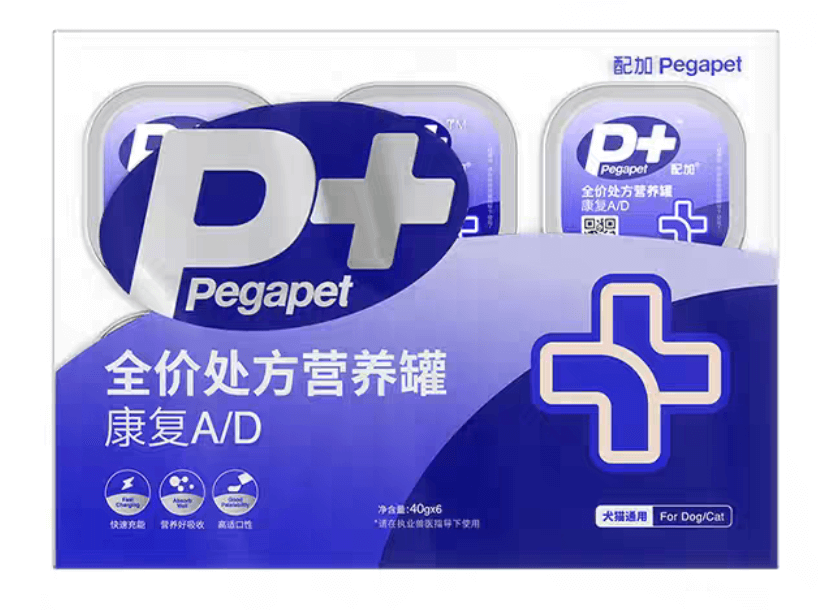 配加 Pegapet
P+
Pegapet
TM
P+
Pegapet
配加
全价处方营养罐
康复A/D
全价处方营养罐
康复A/D
Fast Charging
Absorb Well
Good Palatability
快速充能
营养好吸收
高适口性
净含量:40gx6
*请在执业兽医指导下使用
犬猫通用
For Dog/Cat